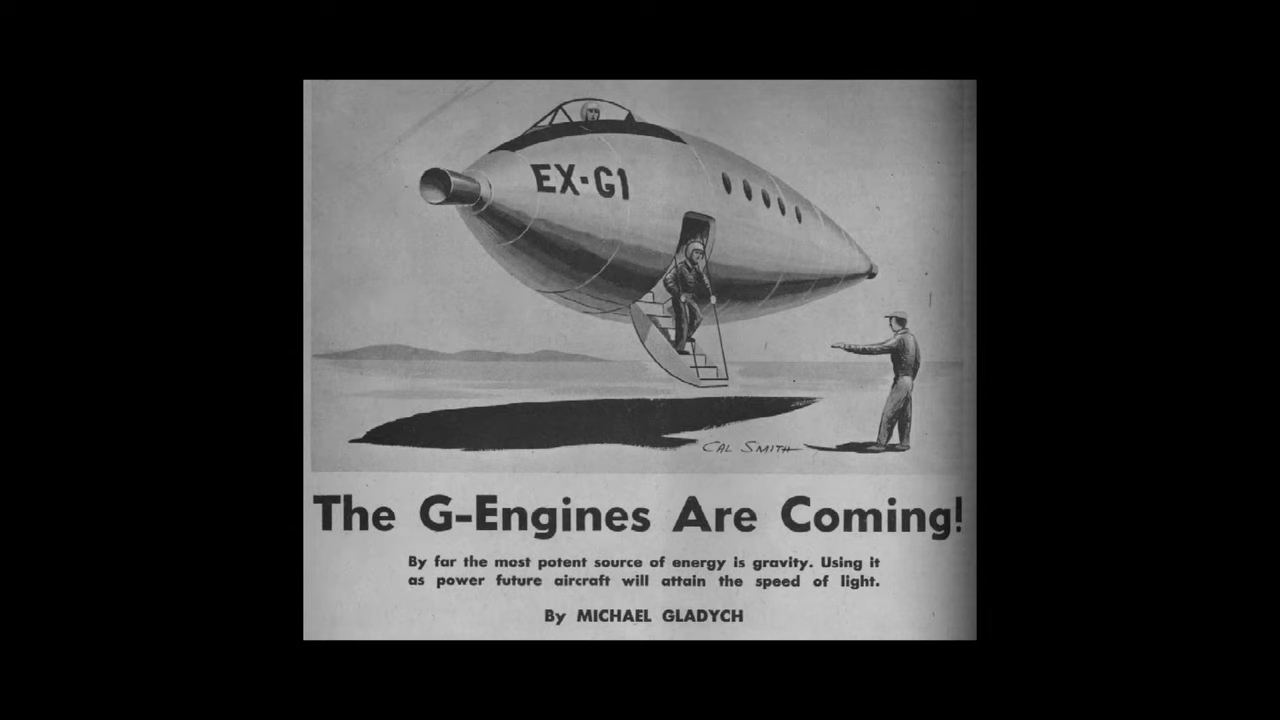 EX-G1
CAL SMITH
The G-Engines Are Coming!
By far the most potent source of energy is gravity. Using it
as power future aircraft will attain the speed of light.
By MICHAEL GLADYCH